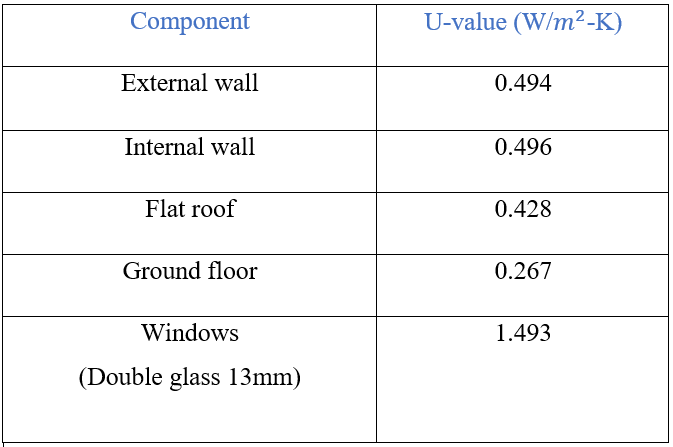 Component U-value (W/m²-K)
External wall 0.494
Internal wall 0.496
Flat roof 0.428
Ground floor 0.267
Windows 1.493
(Double glass 13mm)